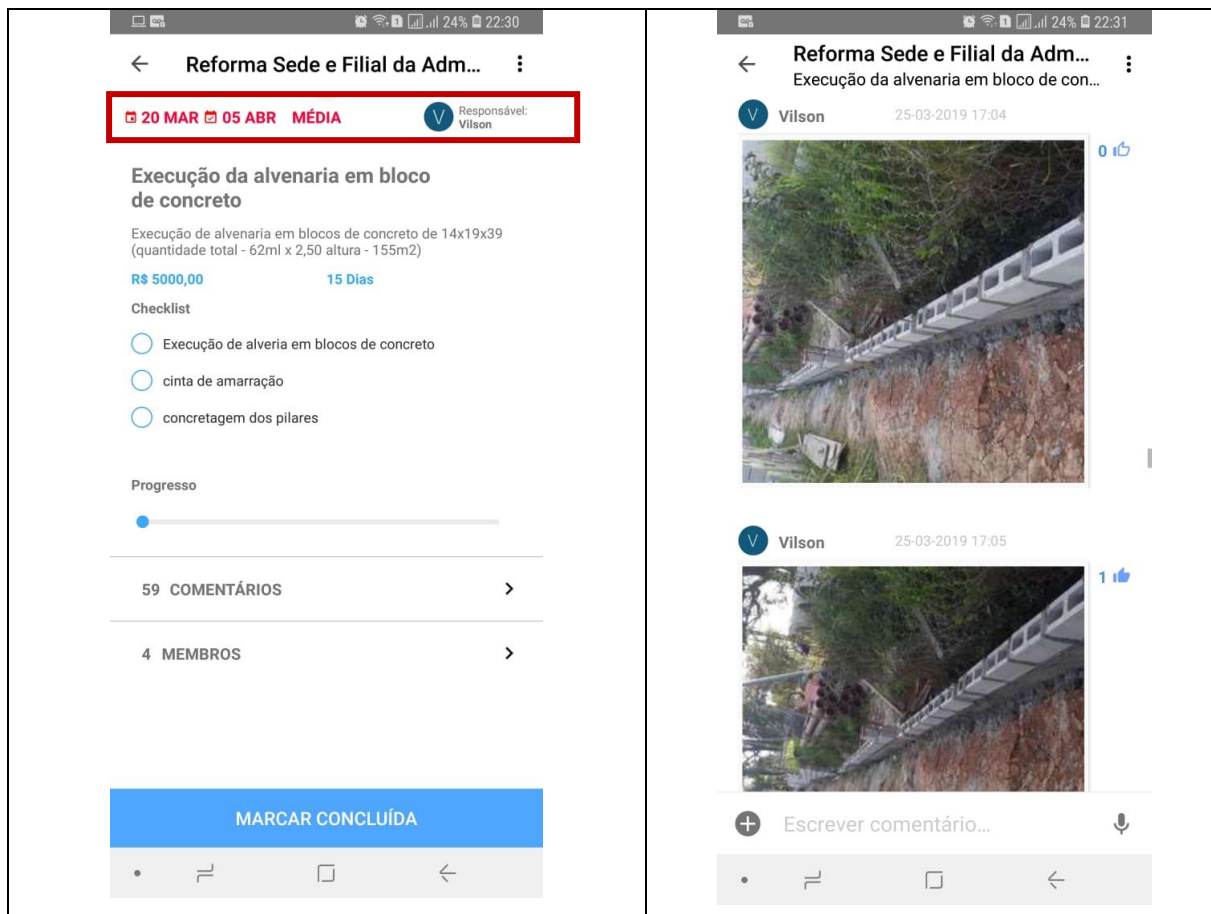 24% 22:30
Reforma Sede e Filial da Adm...
20 MAR 05 ABR MÉDIA
V
Responsável:
Vilson
Execução da alvenaria em bloco
de concreto
Execução de alvenaria em blocos de concreto de 14x19x39
(quantidade total - 62ml x 2,50 altura - 155m2)
R$ 5000,00 15 Dias
Checklist
Execução de alveria em blocos de concreto
cinta de amarração
concretagem dos pilares
Progresso
59 COMENTÁRIOS
4 MEMBROS
MARCAR CONCLUÍDA
1 24% 22:31
Reforma Sede e Filial da Adm...
Execução da alvenaria em bloco de con...
V Vilson 25-03-2019 17:04
0
V Vilson 25-03-2019 17:05
1
Escrever comentário...